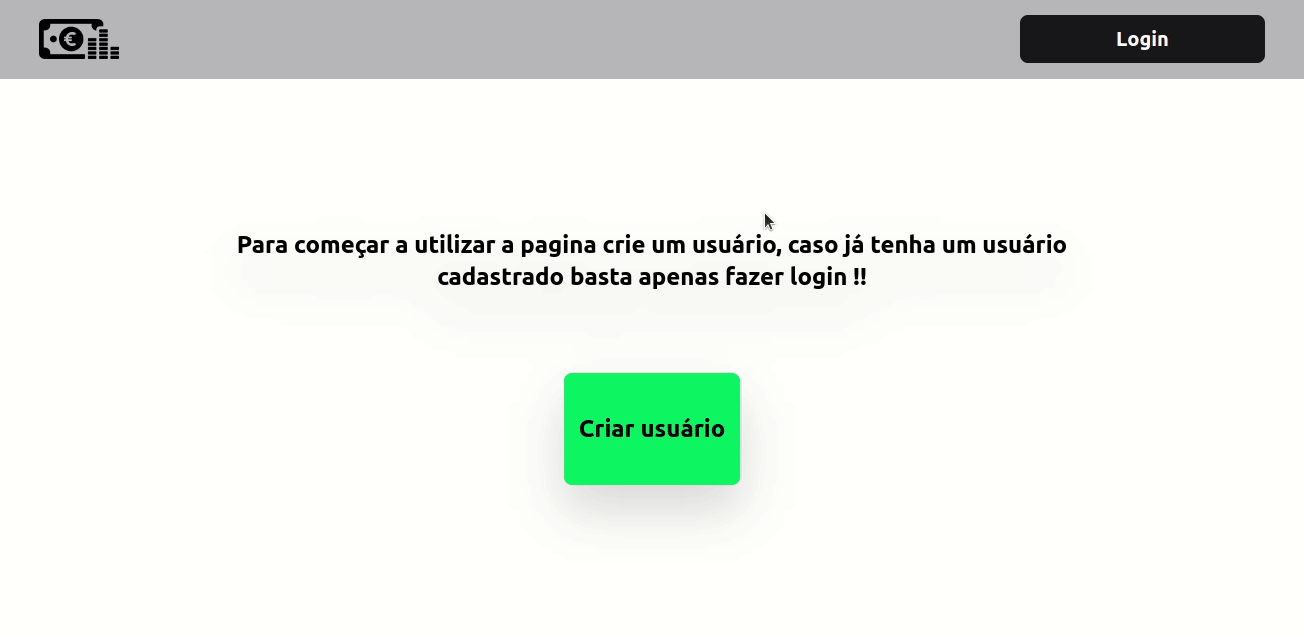 €
Login
Para começar a utilizar a pagina crie um usuário, caso já tenha um usuário
cadastrado basta apenas fazer login !!
Criar usuário